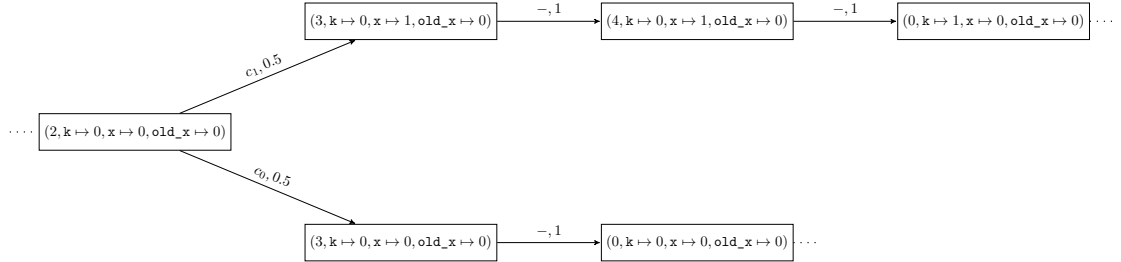 (3, k ↦ 0, x ↦ 1, old_x ↦ 0)
−, 1
(4, k ↦ 0, x ↦ 1, old_x ↦ 0)
−, 1
(0, k ↦ 1, x ↦ 0, old_x ↦ 0) ····
c₁, 0.5
···· (2, k ↦ 0, x ↦ 0, old_x ↦ 0)
c₀, 0.5
(3, k ↦ 0, x ↦ 0, old_x ↦ 0)
−, 1
(0, k ↦ 0, x ↦ 0, old_x ↦ 0) ····